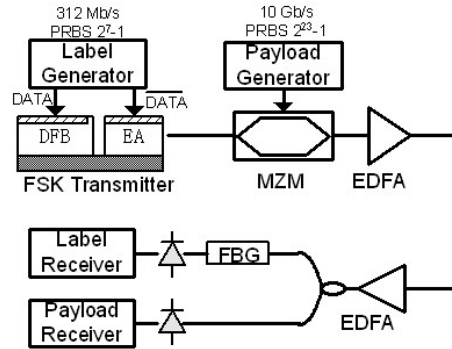 312 Mb/s
PRBS 2⁷-1
Label
Generator
10 Gb/s
PRBS 2²³-1
Payload
Generator
DATA
D̅A̅T̅A̅
DFB
EA
FSK Transmitter
MZM
EDFA
Label
Receiver
FBG
Payload
Receiver
EDFA